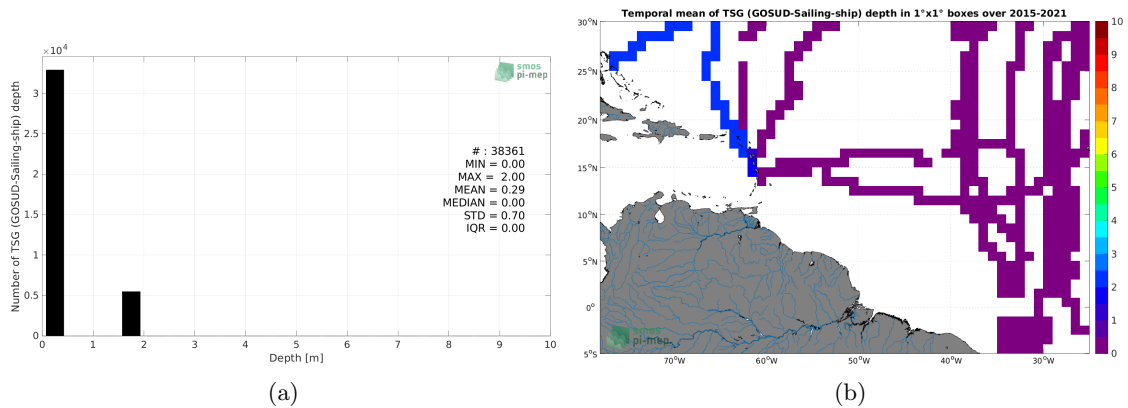 ×10⁴
3.5
3
2.5
2
1.5
1
0.5
0
Number of TSG (GOSUD-Sailing-ship) depth
smos
pi-mep
# : 38361
MIN = 0.00
MAX = 2.00
MEAN = 0.29
MEDIAN = 0.00
STD = 0.70
IQR = 0.00
0 1 2 3 4 5 6 7 8 9 10
Depth [m]
(a)
Temporal mean of TSG (GOSUD-Sailing-ship) depth in 1°x1° boxes over 2015-2021
30°N
25°N
20°N
15°N
10°N
5°N
0°
5°S
smos
pi-mep
70°W 60°W 50°W 40°W 30°W
10
9
8
7
6
5
4
3
2
1
0
(b)